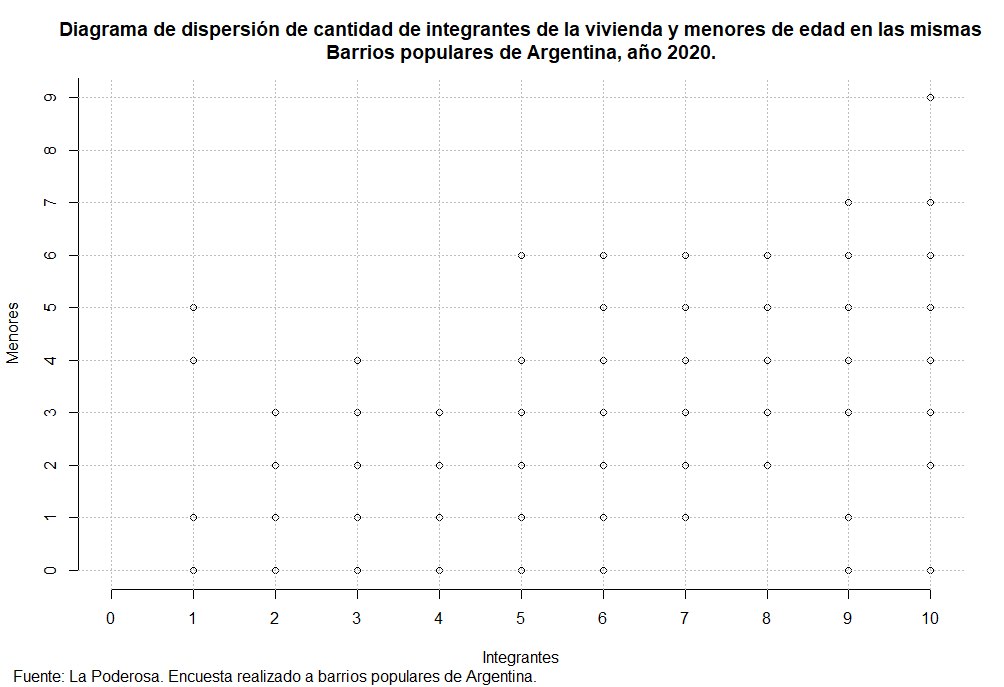 Diagrama de dispersión de cantidad de integrantes de la vivienda y menores de edad en las mismas
Barrios populares de Argentina, año 2020.
9
8
7
6
5
4
3
2
1
0
Menores
0 1 2 3 4 5 6 7 8 9 10
Integrantes
Fuente: La Poderosa. Encuesta realizado a barrios populares de Argentina.